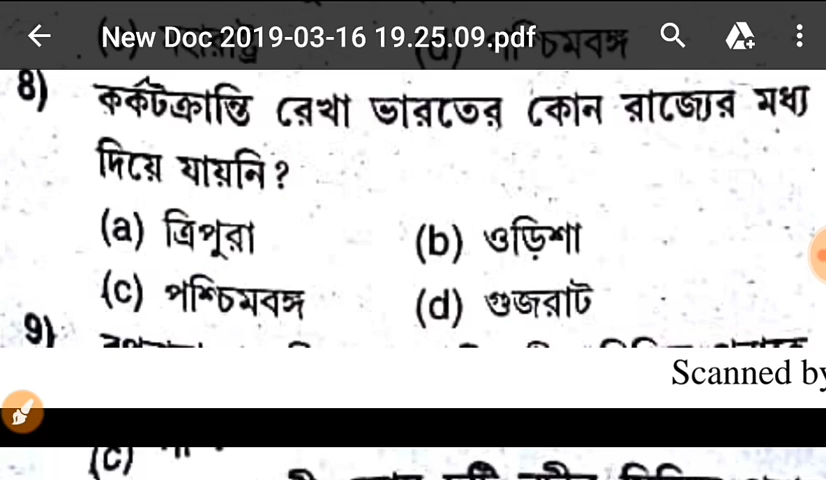 New Doc 2019-03-16 19.25.09.pdf
8) কর্কটক্রান্তি রেখা ভারতের কোন রাজ্যের মধ্য
দিয়ে যায়নি?
(a) ত্রিপুরা (b) ওড়িশা
(c) পশ্চিমবঙ্গ (d) গুজরাট
9)
Scanned by
(c)